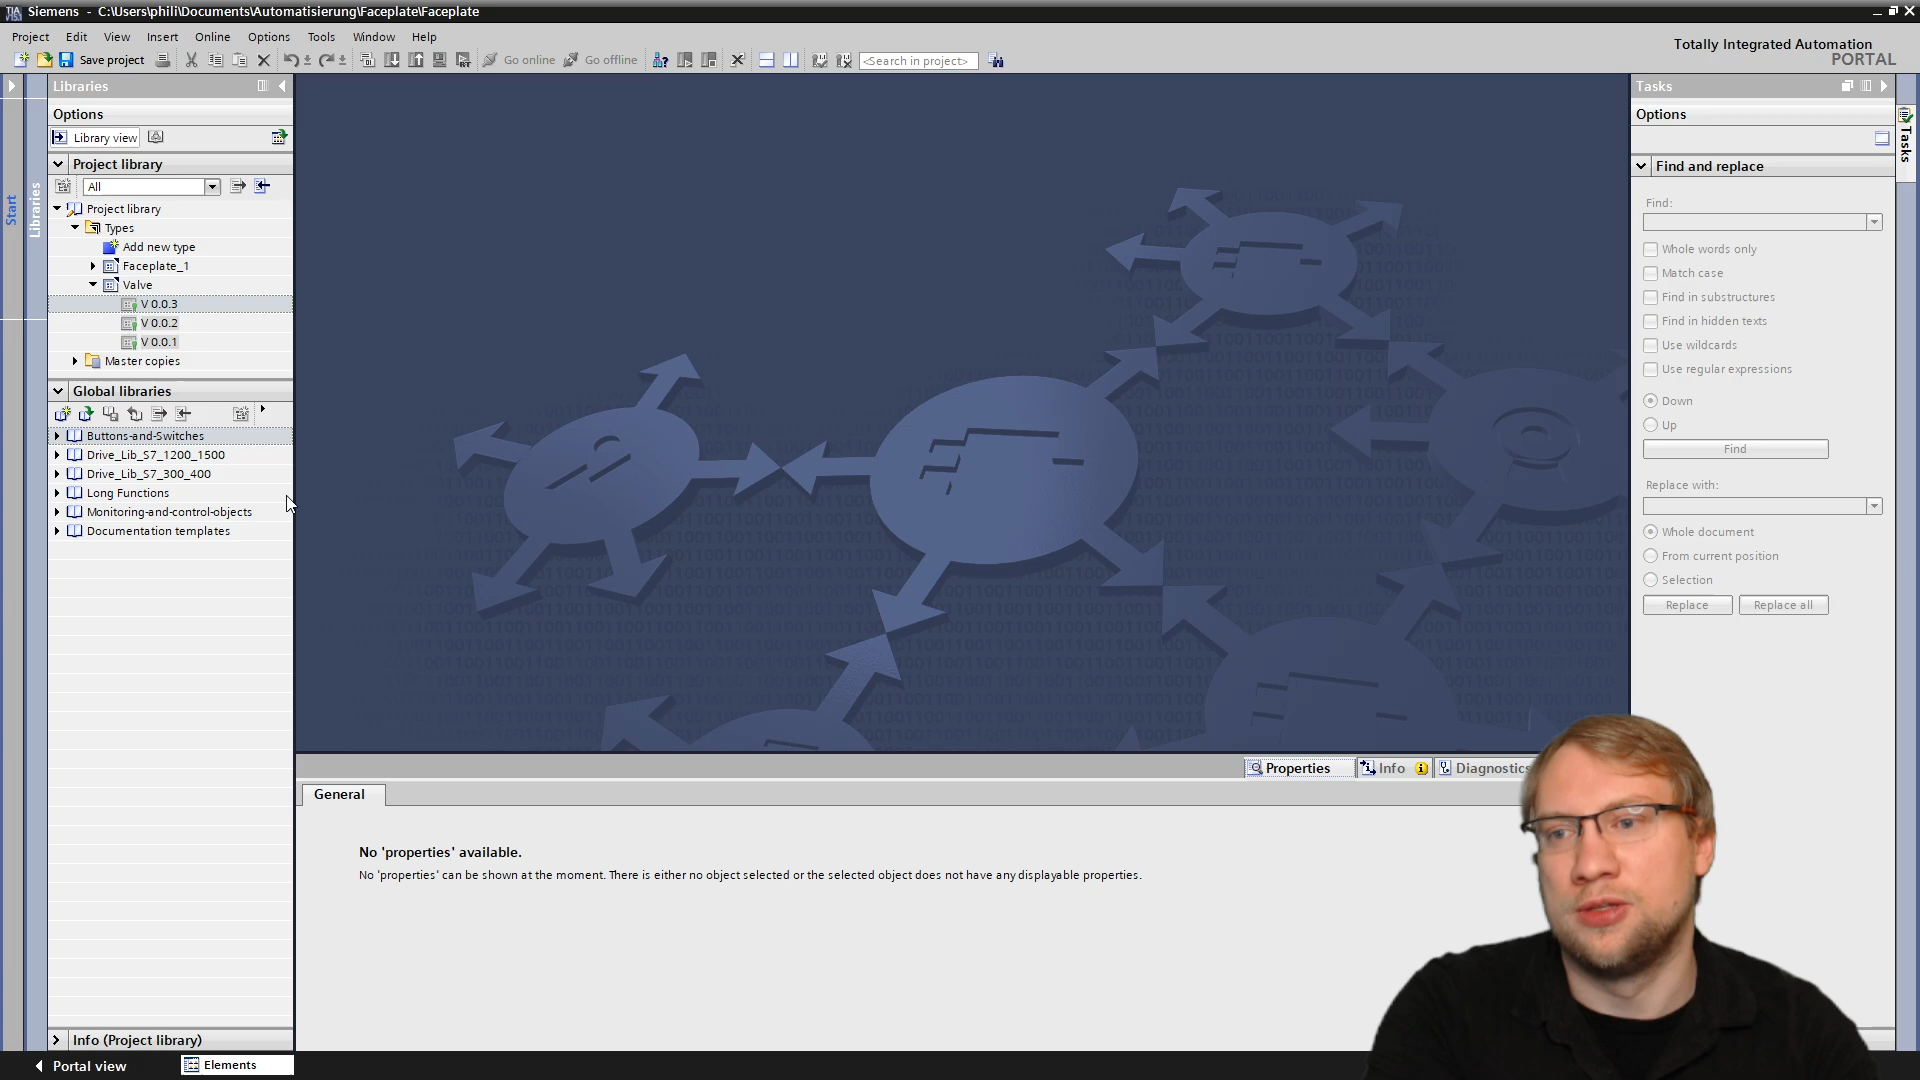 Siemens - C:\Users\phili\Documents\Automatisierung\Faceplate\Faceplate
Project Edit View Insert Online Options Tools Window Help
Totally Integrated Automation
PORTAL
Save project
Go online
Go offline
<Search in project>
Libraries
Options
Library view
Project library
All
Project library
Types
Add new type
Faceplate_1
Valve
V 0.0.3
V 0.0.2
V 0.0.1
Master copies
Global libraries
Buttons-and-Switches
Drive_Lib_S7_1200_1500
Drive_Lib_S7_300_400
Long Functions
Monitoring-and-control-objects
Documentation templates
Info (Project library)
Start
Libraries
Portal view
Elements
Properties
Info
Diagnostics
General
No 'properties' available.
No 'properties' can be shown at the moment. There is either no object selected or the selected object does not have any displayable properties.
Tasks
Options
Find and replace
Find:
Whole words only
Match case
Find in substructures
Find in hidden texts
Use wildcards
Use regular expressions
Down
Up
Find
Replace with:
Whole document
From current position
Selection
Replace
Replace all
Tasks